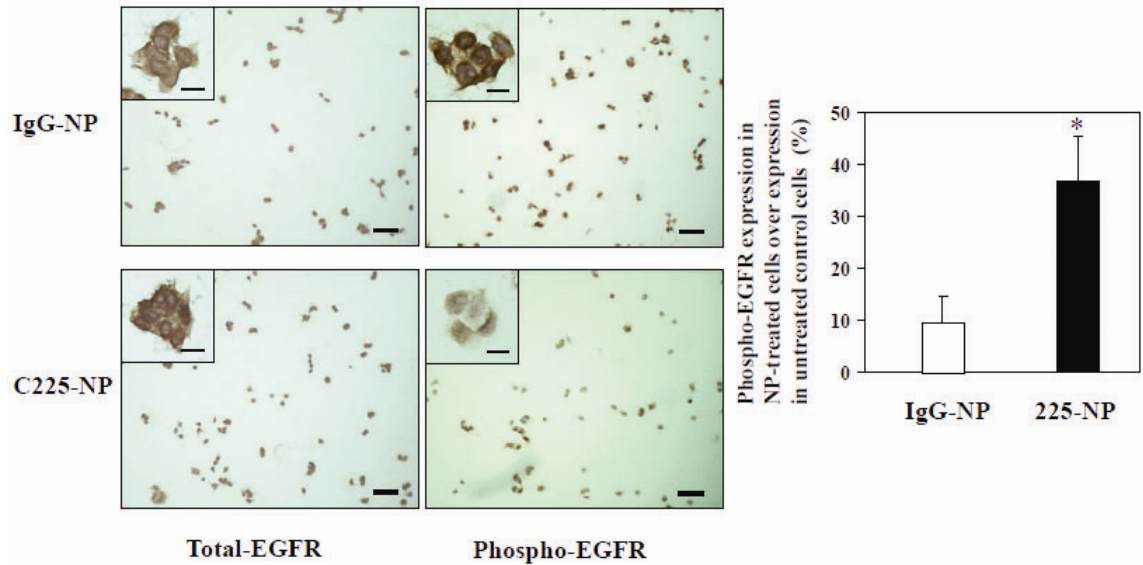 IgG-NP
C225-NP
Total-EGFR
Phospho-EGFR
Phospho-EGFR expression in
NP-treated cells over expression
in untreated control cells (%)
50
40
30
20
10
0
*
IgG-NP
225-NP